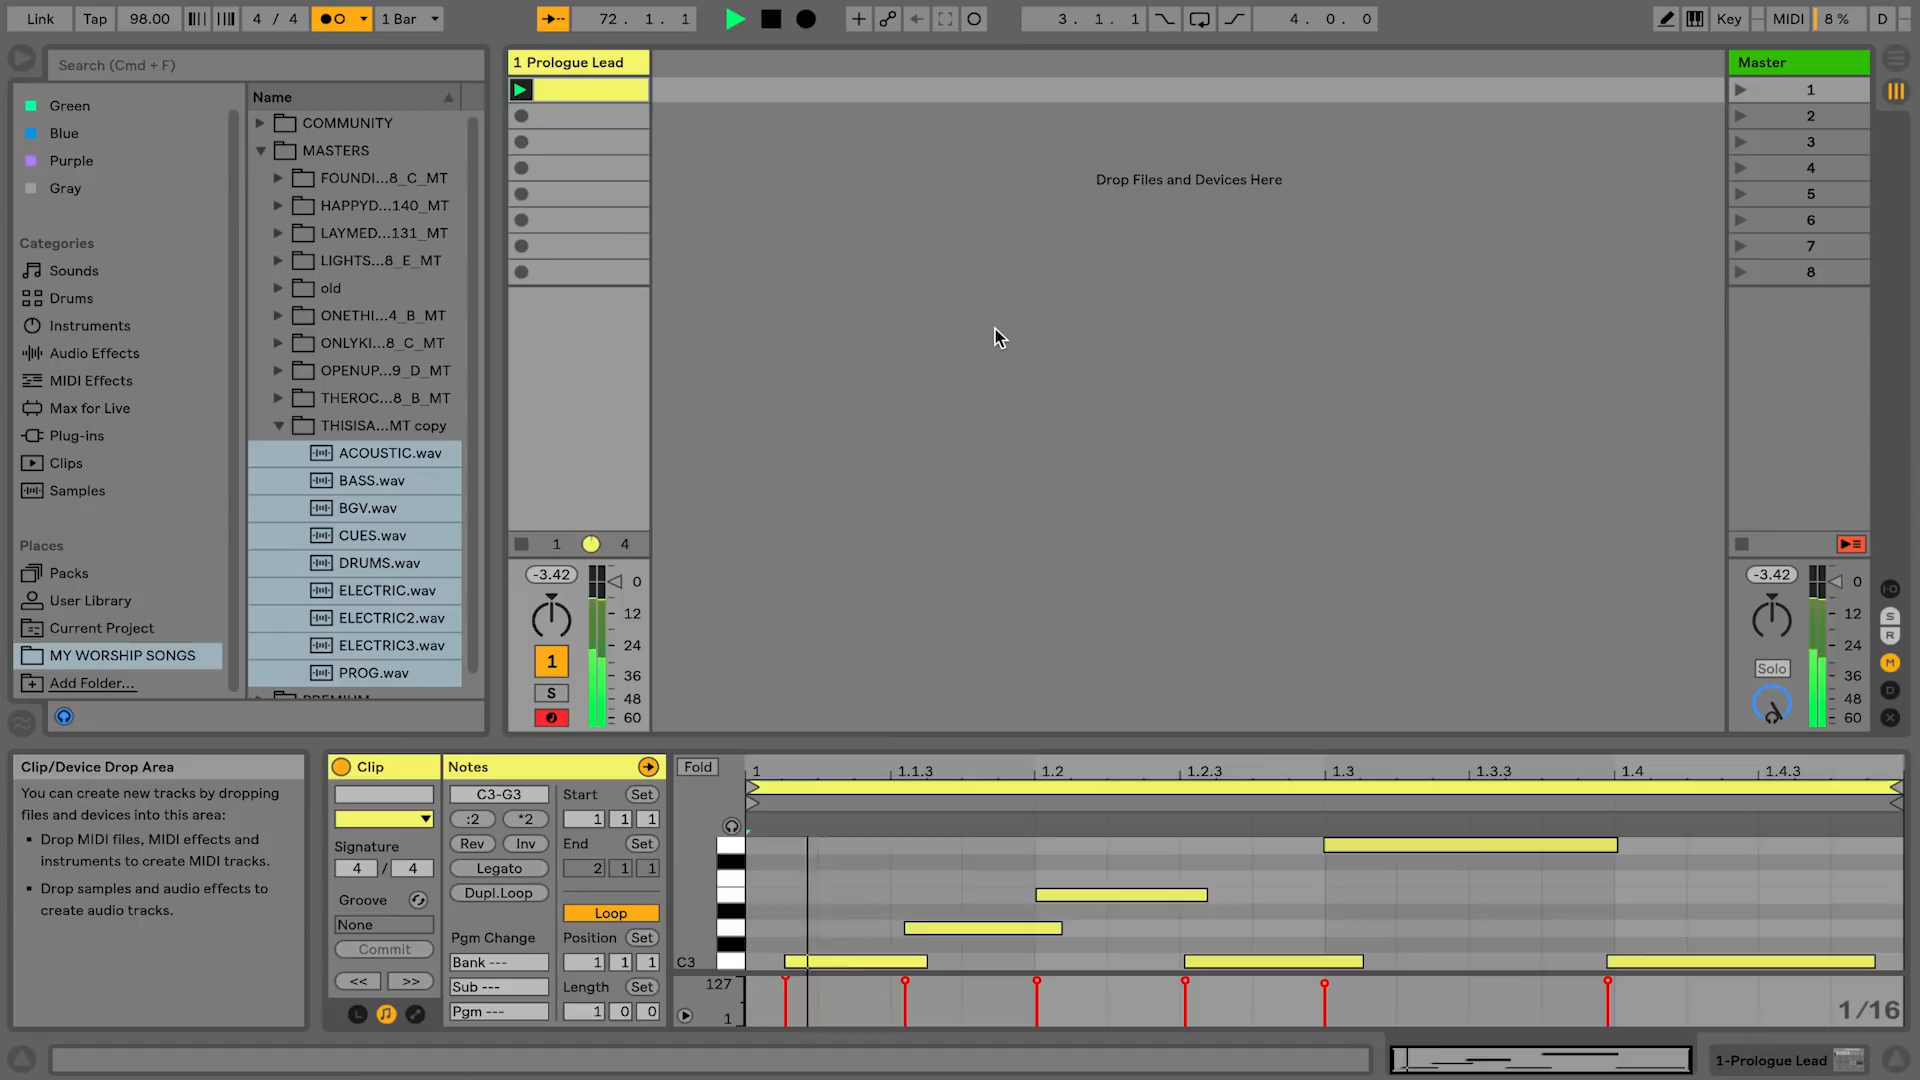 Link Tap 98.00 4 / 4 1 Bar 72 . 1 . 1 3 . 1 . 1 4 . 0 . 0 Key MIDI 8 % D
Search (Cmd + F)
Green
Blue
Purple
Gray
Categories
Sounds
Drums
Instruments
Audio Effects
MIDI Effects
Max for Live
Plug-ins
Clips
Samples
Places
Packs
User Library
Current Project
MY WORSHIP SONGS
Add Folder...
Name
COMMUNITY
MASTERS
FOUNDI...8_C_MT
HAPPYD...140_MT
LAYMED...131_MT
LIGHTS...8_E_MT
old
ONETHI...4_B_MT
ONLYKI...8_C_MT
OPENUP...9_D_MT
THEROC...8_B_MT
THISISA...MT copy
ACOUSTIC.wav
BASS.wav
BGV.wav
CUES.wav
DRUMS.wav
ELECTRIC.wav
ELECTRIC2.wav
ELECTRIC3.wav
PROG.wav
1 Prologue Lead
1 4
-3.42
0
12
24
36
48
60
1
S
Drop Files and Devices Here
Master
1
2
3
4
5
6
7
8
-3.42
0
12
24
36
48
60
Solo
S
R
M
D
X
Clip/Device Drop Area
You can create new tracks by dropping
files and devices into this area:
Drop MIDI files, MIDI effects and
instruments to create MIDI tracks.
Drop samples and audio effects to
create audio tracks.
Clip
Signature
4 / 4
Groove
None
Commit
<< >>
L
Notes
C3-G3
:2 *2
Rev Inv
Legato
Dupl.Loop
Pgm Change
Bank ---
Sub ---
Pgm ---
Start Set
1 1 1
End Set
2 1 1
Loop
Position Set
1 1 1
Length Set
1 0 0
Fold
1 1.1.3 1.2 1.2.3 1.3 1.3.3 1.4 1.4.3
C3
127
1
1/16
1-Prologue Lead